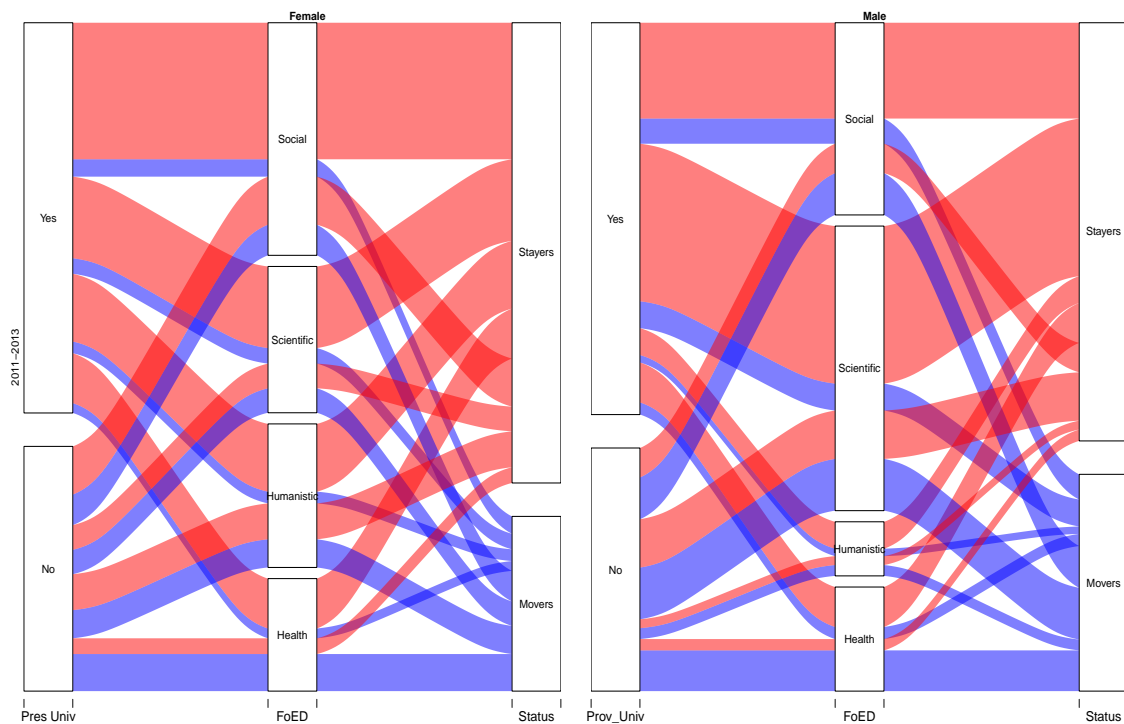 Female
Male
2011−2013
Yes
No
Social
Scientific
Humanistic
Health
Stayers
Movers
Pres Univ
FoED
Status
Yes
No
Social
Scientific
Humanistic
Health
Stayers
Movers
Prov_Univ
FoED
Status